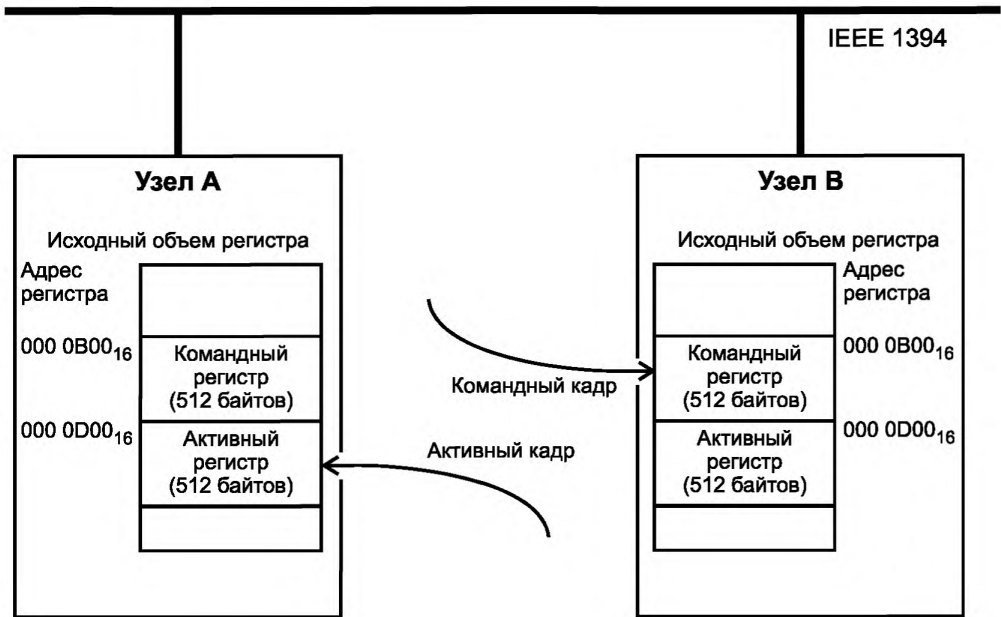 IEEE 1394
Узел А
Исходный объем регистра
Адрес
регистра
000 0B00₁₆
Командный
регистр
(512 байтов)
000 0D00₁₆
Активный
регистр
(512 байтов)
Командный кадр
Активный кадр
Узел В
Исходный объем регистра
Адрес
регистра
000 0B00₁₆
Командный
регистр
(512 байтов)
000 0D00₁₆
Активный
регистр
(512 байтов)